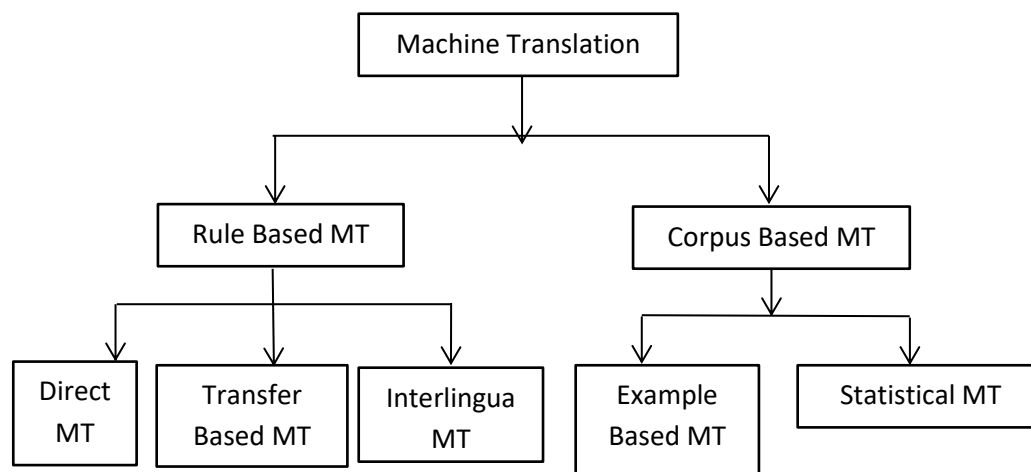 Machine Translation
Rule Based MT
Corpus Based MT
Direct
MT
Transfer
Based MT
Interlingua
MT
Example
Based MT
Statistical MT